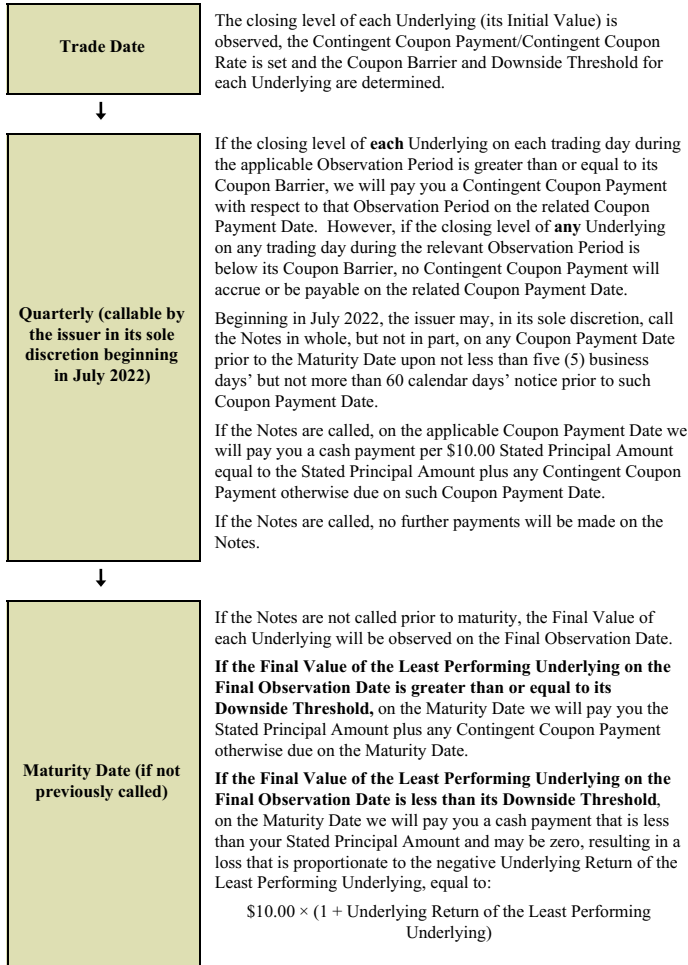 Trade Date
The closing level of each Underlying (its Initial Value) is
observed, the Contingent Coupon Payment/Contingent Coupon
Rate is set and the Coupon Barrier and Downside Threshold for
each Underlying are determined.
Quarterly (callable by
the issuer in its sole
discretion beginning
in July 2022)
If the closing level of each Underlying on each trading day during
the applicable Observation Period is greater than or equal to its
Coupon Barrier, we will pay you a Contingent Coupon Payment
with respect to that Observation Period on the related Coupon
Payment Date.  However, if the closing level of any Underlying
on any trading day during the relevant Observation Period is
below its Coupon Barrier, no Contingent Coupon Payment will
accrue or be payable on the related Coupon Payment Date.
Beginning in July 2022, the issuer may, in its sole discretion, call
the Notes in whole, but not in part, on any Coupon Payment Date
prior to the Maturity Date upon not less than five (5) business
days’ but not more than 60 calendar days’ notice prior to such
Coupon Payment Date.
If the Notes are called, on the applicable Coupon Payment Date we
will pay you a cash payment per $10.00 Stated Principal Amount
equal to the Stated Principal Amount plus any Contingent Coupon
Payment otherwise due on such Coupon Payment Date.
If the Notes are called, no further payments will be made on the
Notes.
Maturity Date (if not
previously called)
If the Notes are not called prior to maturity, the Final Value of
each Underlying will be observed on the Final Observation Date.
If the Final Value of the Least Performing Underlying on the
Final Observation Date is greater than or equal to its
Downside Threshold, on the Maturity Date we will pay you the
Stated Principal Amount plus any Contingent Coupon Payment
otherwise due on the Maturity Date.
If the Final Value of the Least Performing Underlying on the
Final Observation Date is less than its Downside Threshold,
on the Maturity Date we will pay you a cash payment that is less
than your Stated Principal Amount and may be zero, resulting in a
loss that is proportionate to the negative Underlying Return of the
Least Performing Underlying, equal to:
$10.00 × (1 + Underlying Return of the Least Performing
Underlying)